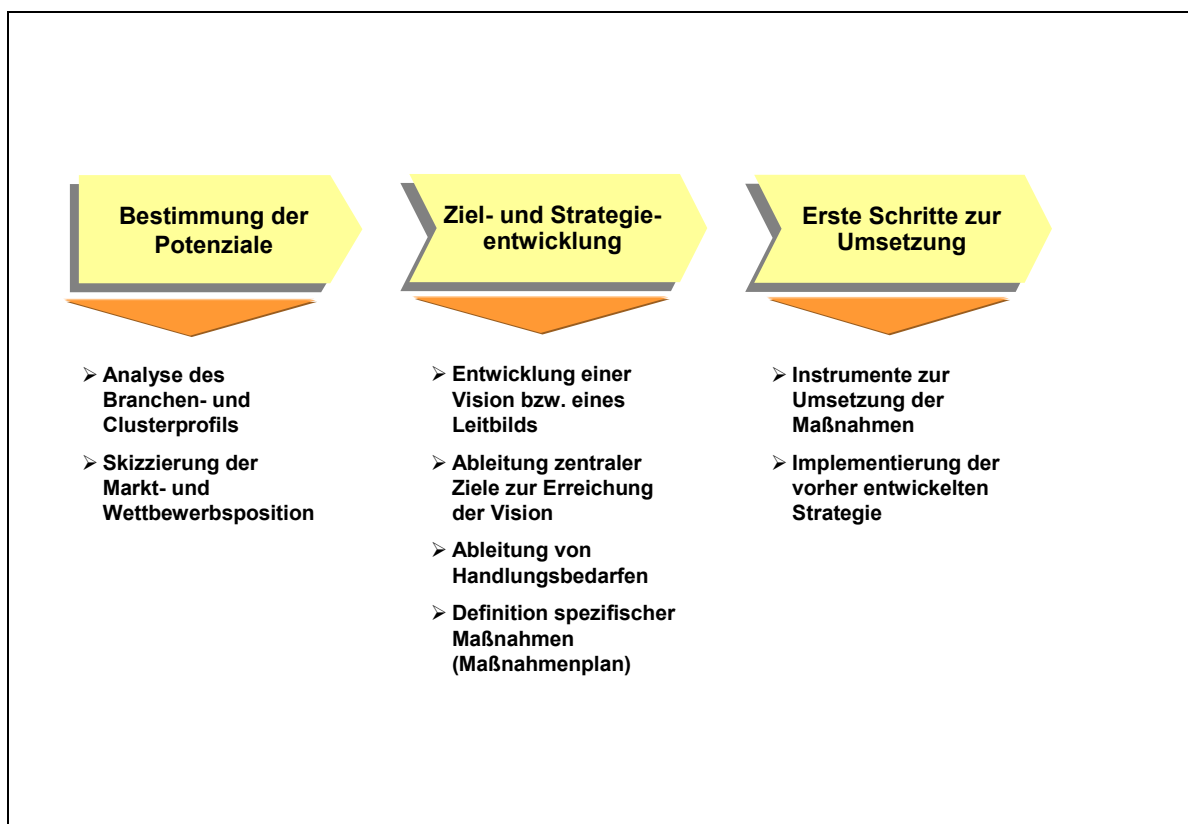 Bestimmung der
Potenziale
Ziel- und Strategie-
entwicklung
Erste Schritte zur
Umsetzung
➢ Analyse des
Branchen- und
Clusterprofils
➢ Skizzierung der
Markt- und
Wettbewerbsposition
➢ Entwicklung einer
Vision bzw. eines
Leitbilds
➢ Ableitung zentraler
Ziele zur Erreichung
der Vision
➢ Ableitung von
Handlungsbedarfen
➢ Definition spezifischer
Maßnahmen
(Maßnahmenplan)
➢ Instrumente zur
Umsetzung der
Maßnahmen
➢ Implementierung der
vorher entwickelten
Strategie